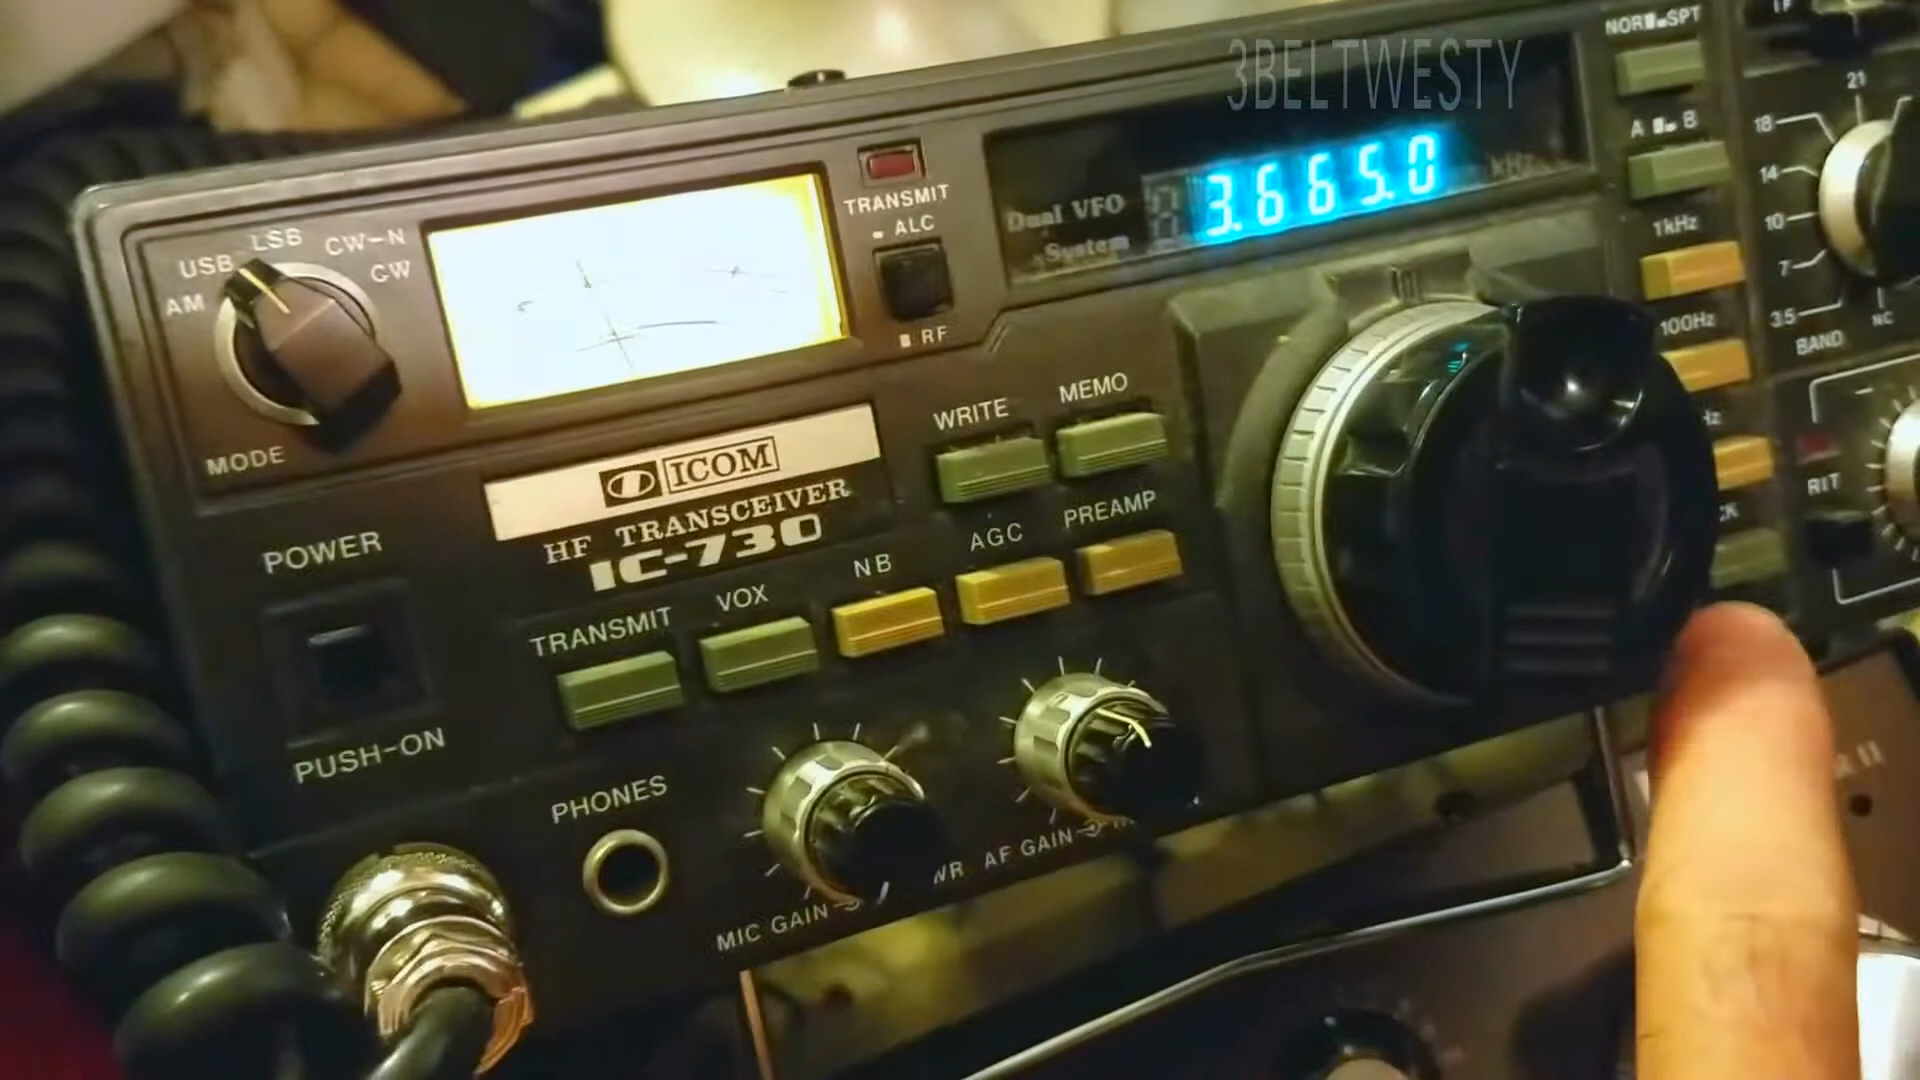 3BELTWESTY
NOR SPT
A B
1kHz
100Hz
21
18
14
10
7
3.5
NC
BAND
RIT
LSB
USB
CW-N
CW
AM
MODE
TRANSMIT
ALC
RF
Dual VFO
System
3.665.0
kHz
WRITE
MEMO
ICOM
HF TRANSCEIVER
IC-730
POWER
PUSH-ON
TRANSMIT
VOX
NB
AGC
PREAMP
PHONES
MIC GAIN
AF GAIN